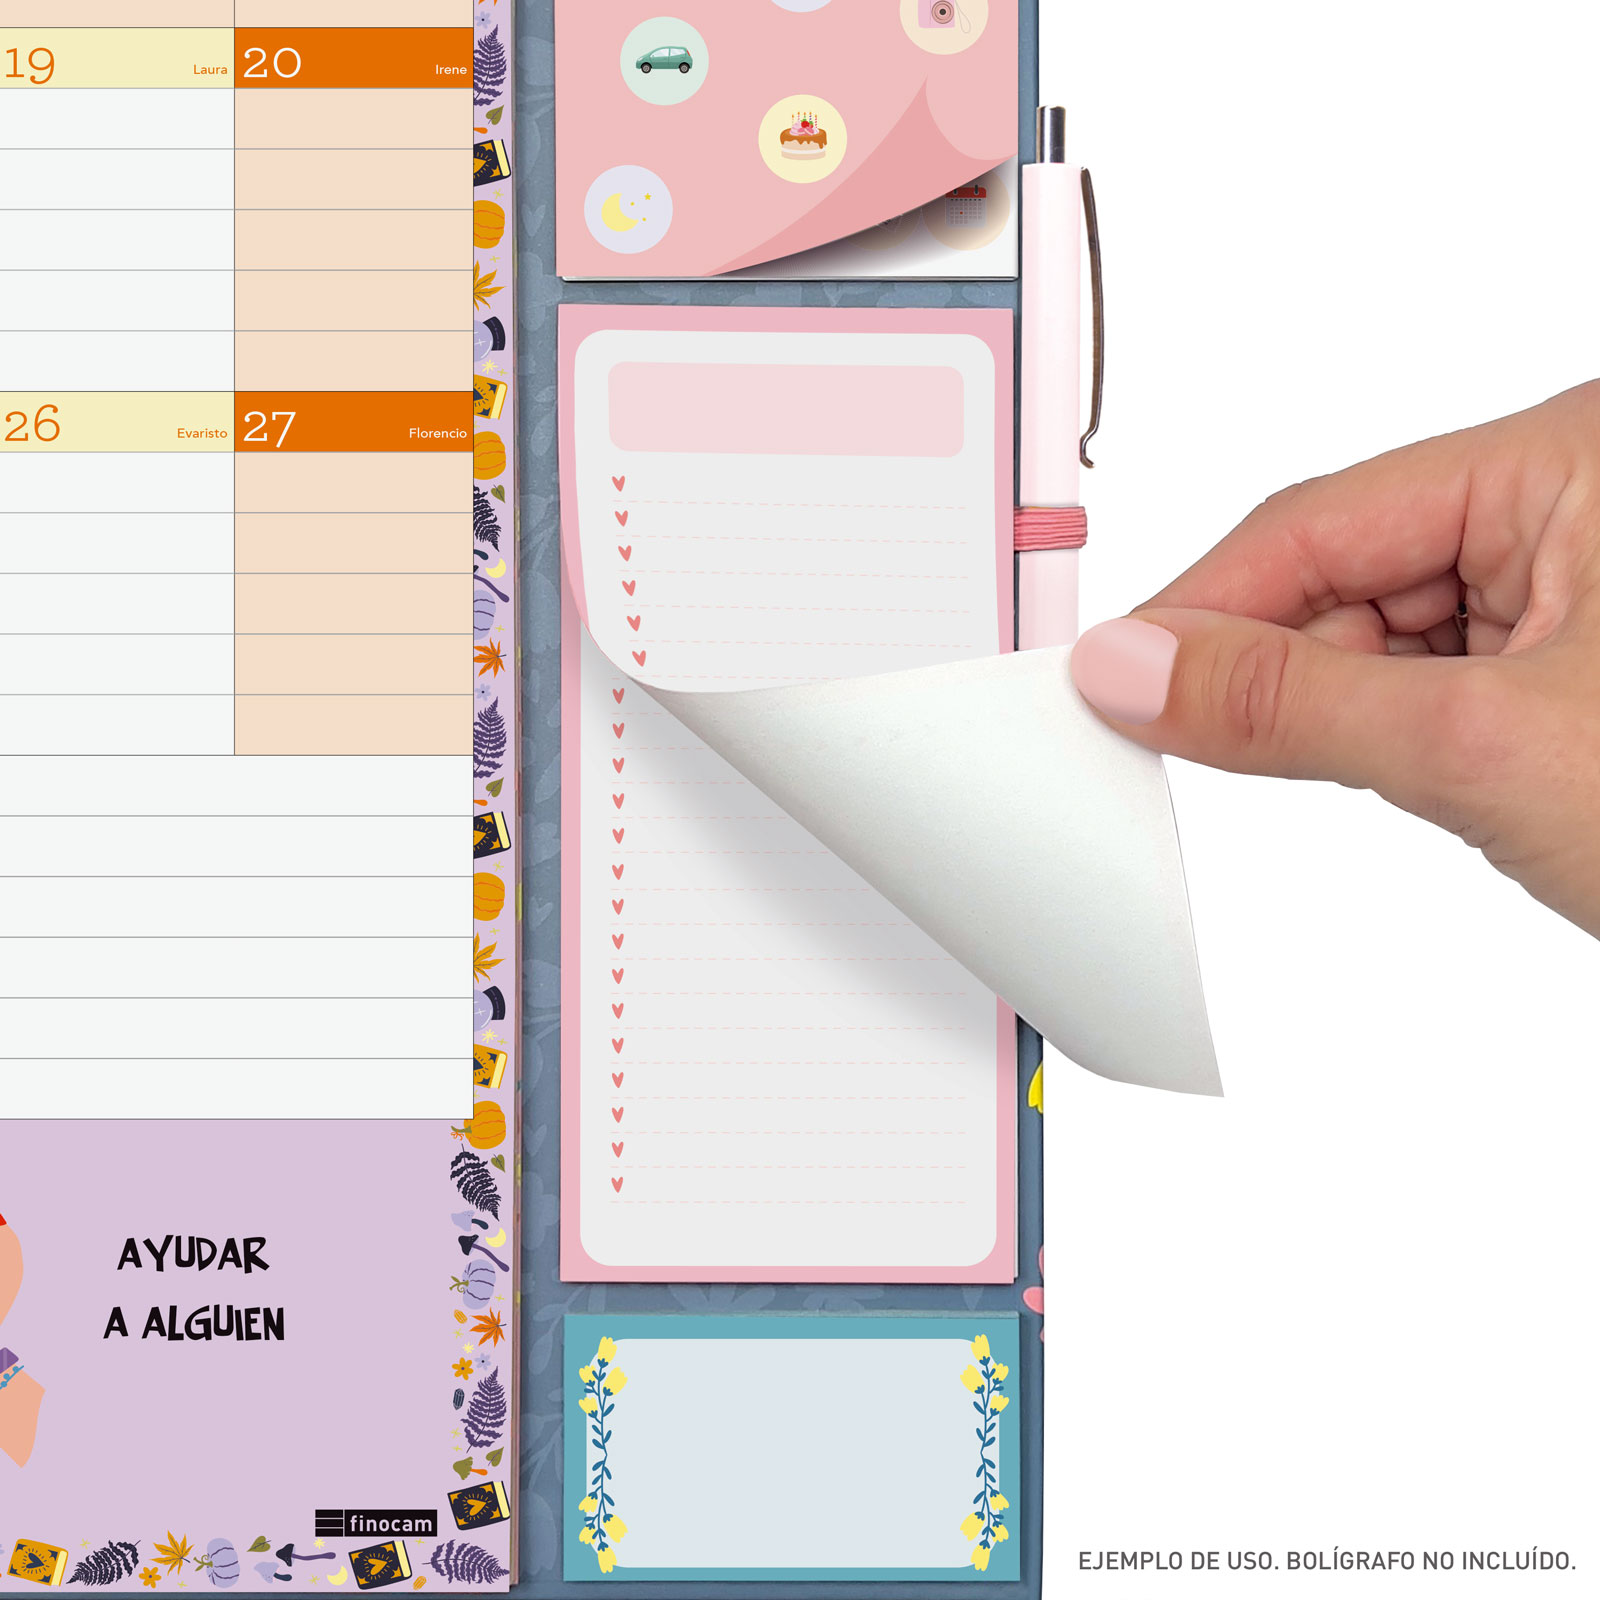 19 Laura 20 Irene
26 Evaristo 27 Florencio
AYUDAR
A ALGUIEN
finocam
EJEMPLO DE USO. BOLÍGRAFO NO INCLUÍDO.